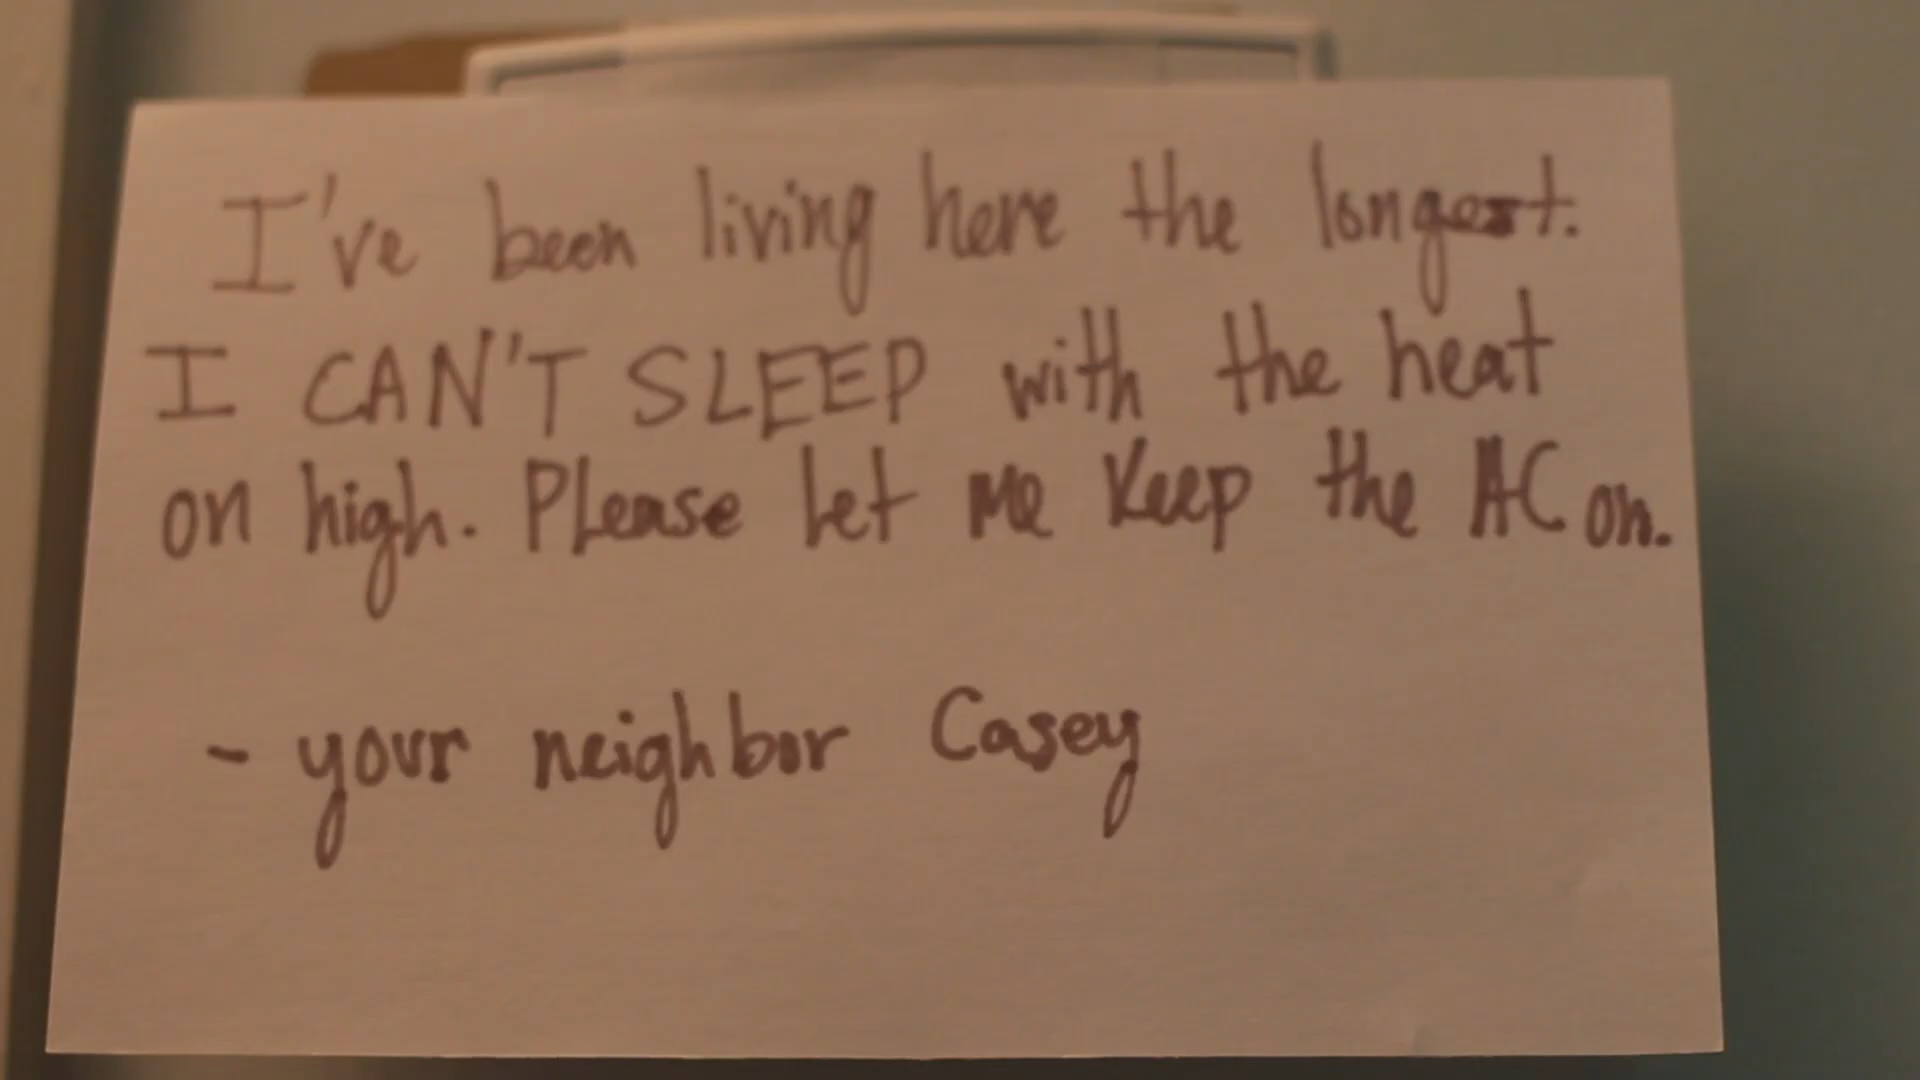 I've been living here the longest.
I CAN'T SLEEP with the heat
on high. Please let me keep the AC on.
- your neighbor Casey